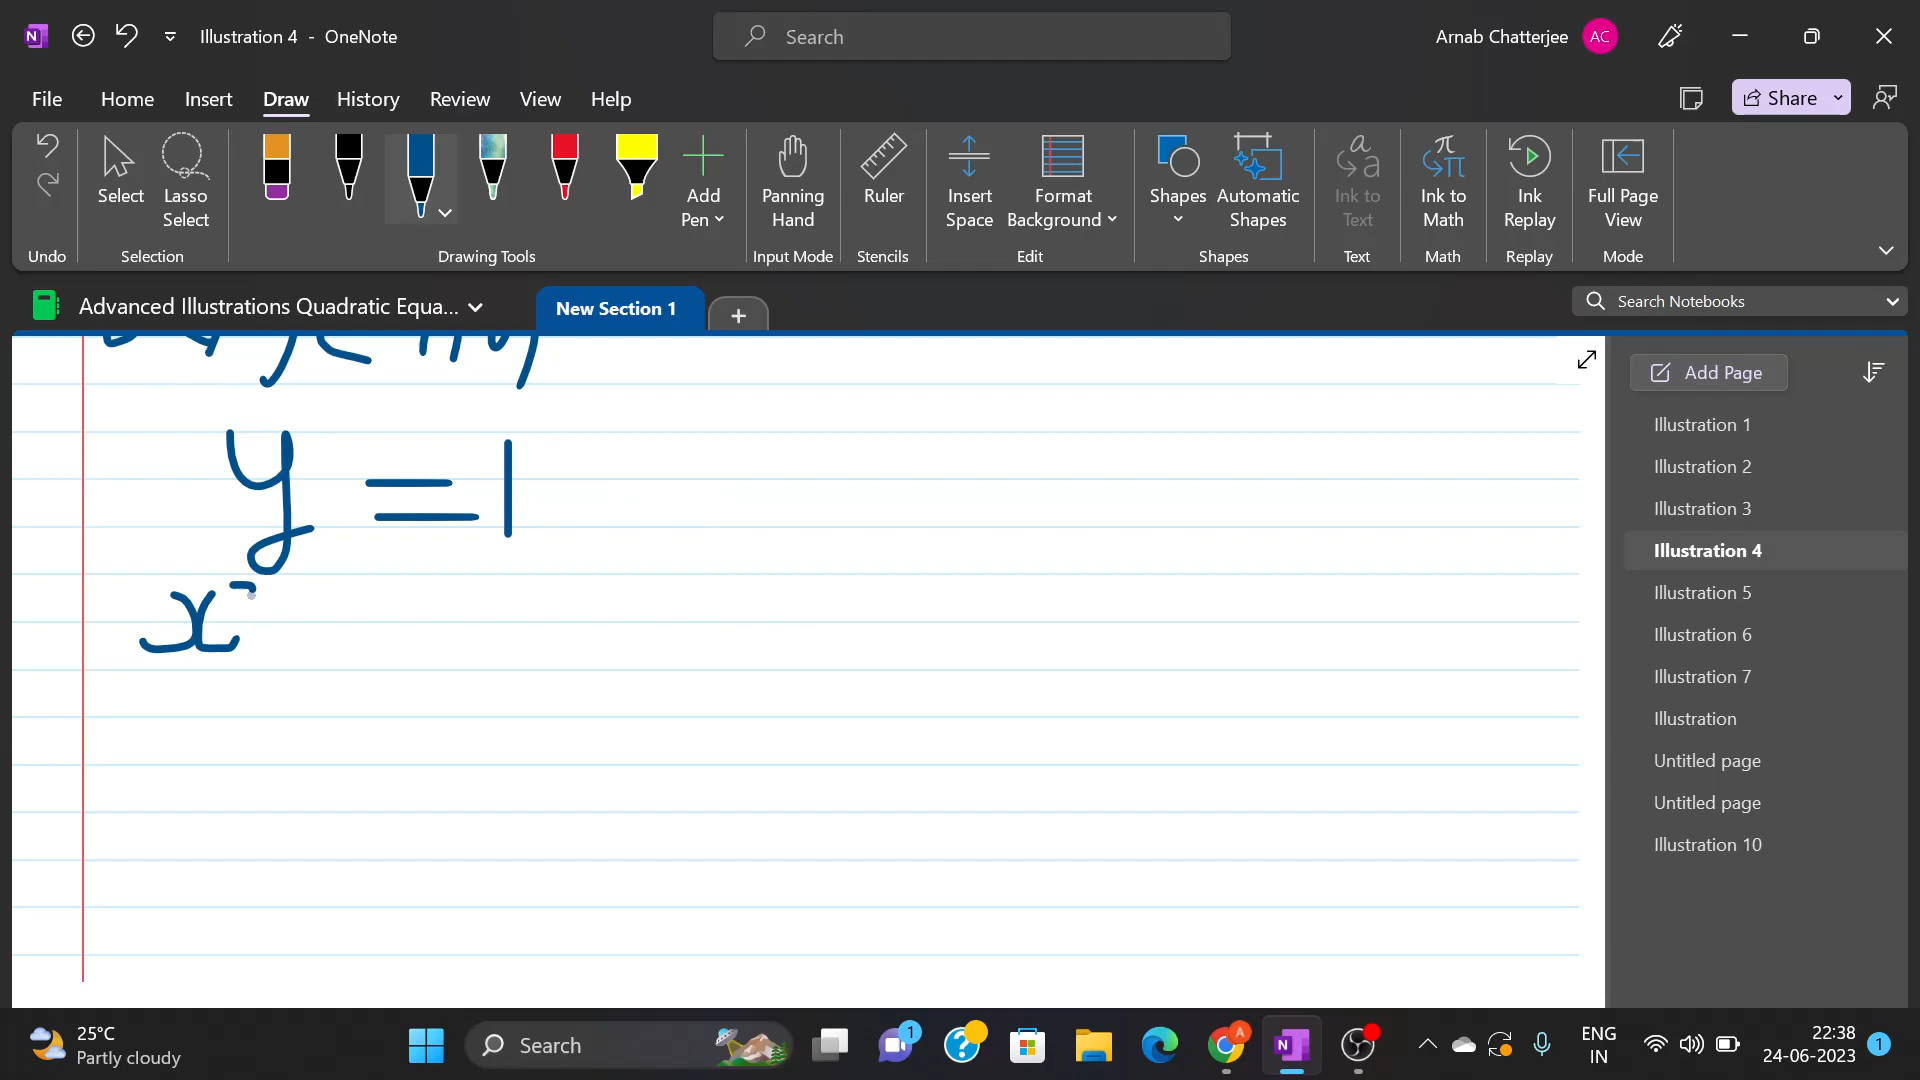 Illustration 4 - OneNote
Search
Arnab Chatterjee
AC
File Home Insert Draw History Review View Help
Share
Select
Lasso Select
Add Pen
Panning Hand
Ruler
Insert Space
Format Background
Shapes
Automatic Shapes
Ink to Text
Ink to Math
Ink Replay
Full Page View
Undo Selection Drawing Tools Input Mode Stencils Edit Shapes Text Math Replay Mode
Advanced Illustrations Quadratic Equa...
New Section 1
Search Notebooks
y = 1
x
Add Page
Illustration 1
Illustration 2
Illustration 3
Illustration 4
Illustration 5
Illustration 6
Illustration 7
Illustration
Untitled page
Untitled page
Illustration 10
25°C
Partly cloudy
Search
1
A
ENG
IN
22:38
24-06-2023
1